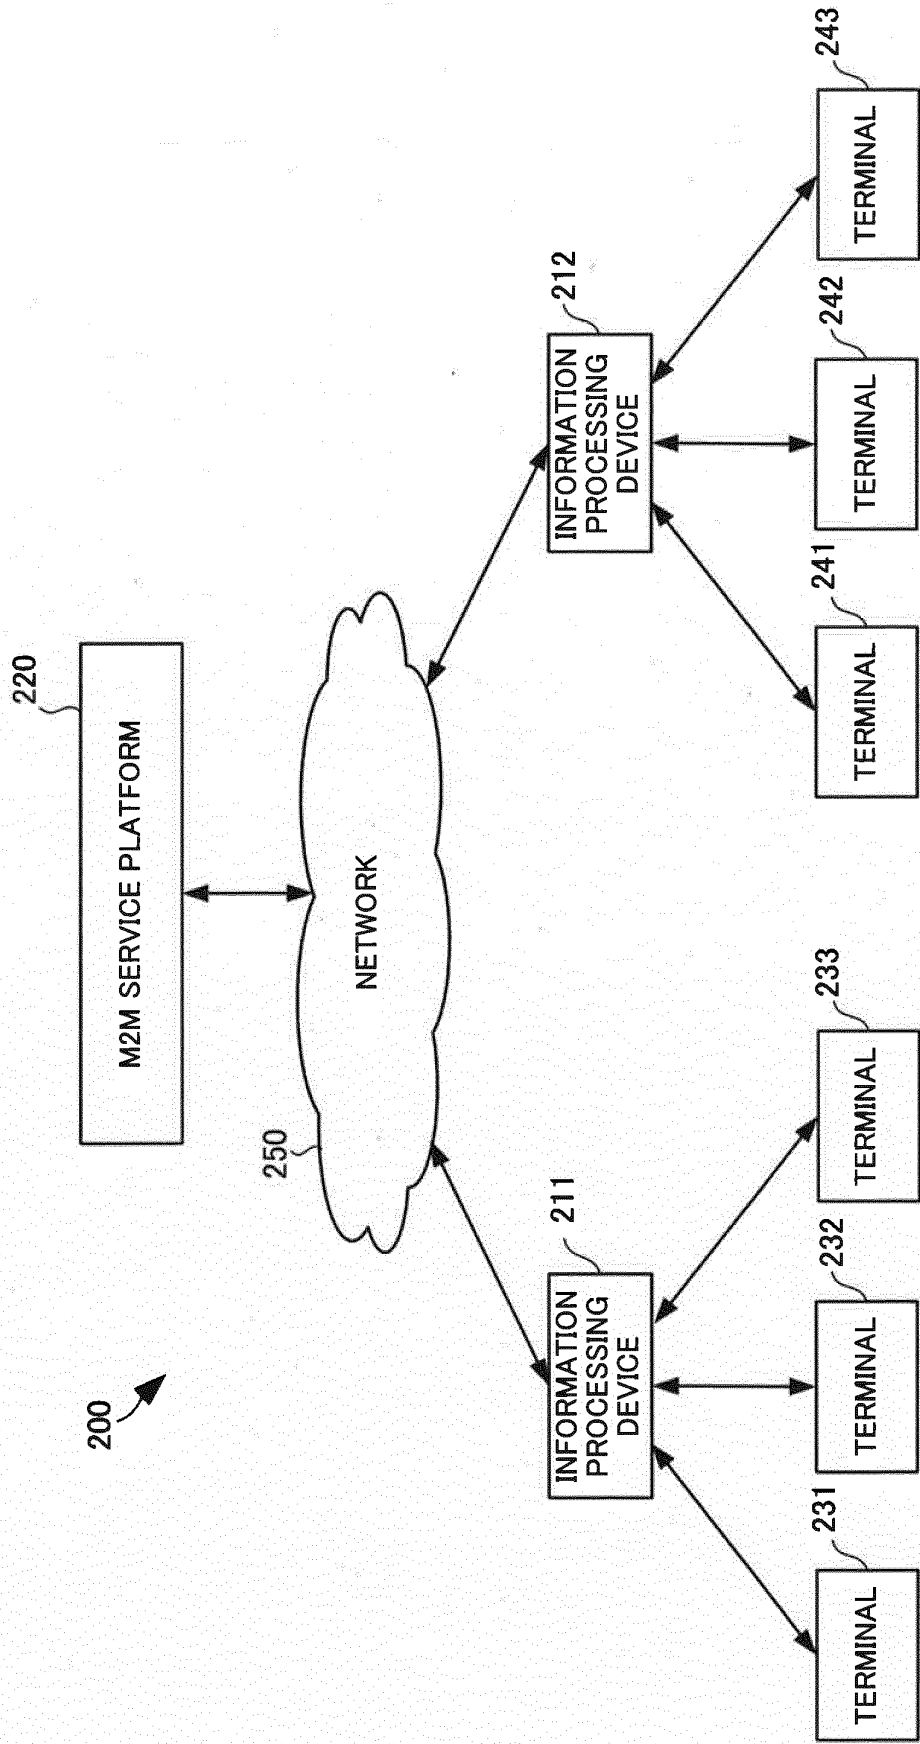 200
220
M2M SERVICE PLATFORM
250
NETWORK
211
INFORMATION
PROCESSING
DEVICE
212
INFORMATION
PROCESSING
DEVICE
231
TERMINAL
232
TERMINAL
233
TERMINAL
241
TERMINAL
242
TERMINAL
243
TERMINAL